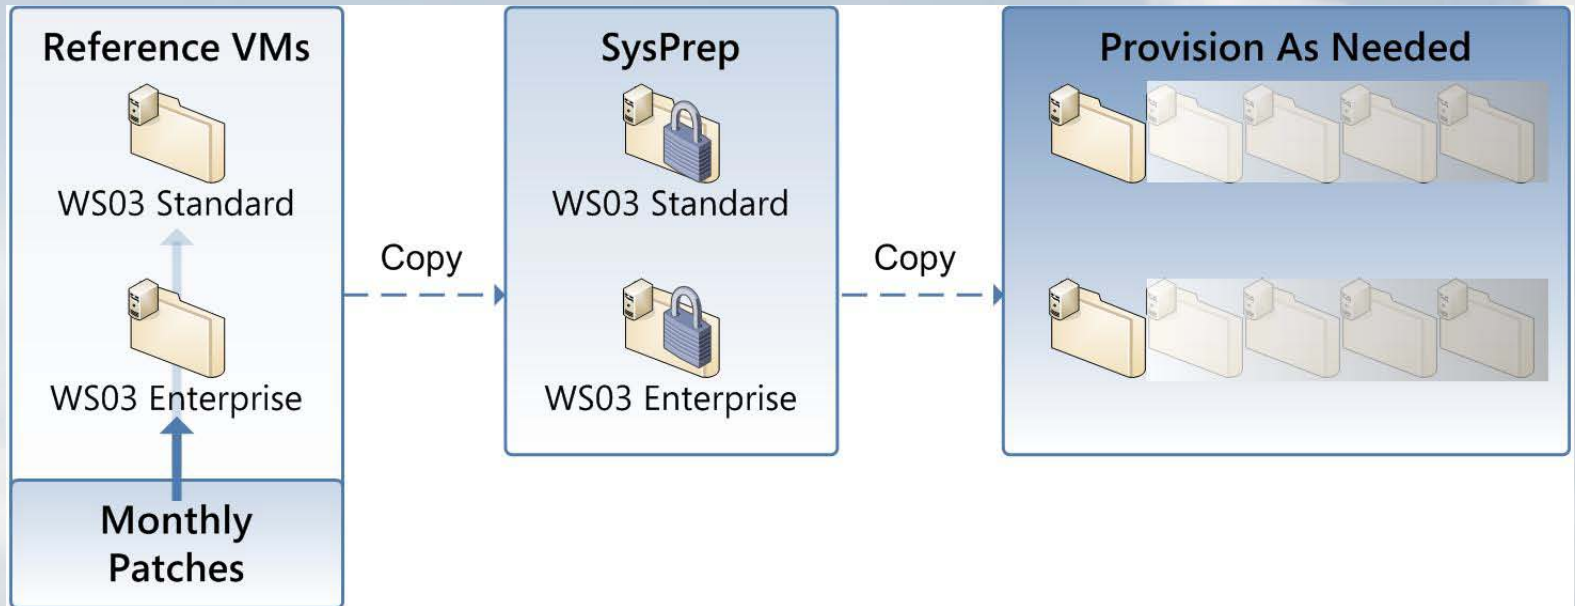 Reference VMs
WS03 Standard
WS03 Enterprise
Monthly
Patches
Copy
SysPrep
WS03 Standard
WS03 Enterprise
Copy
Provision As Needed